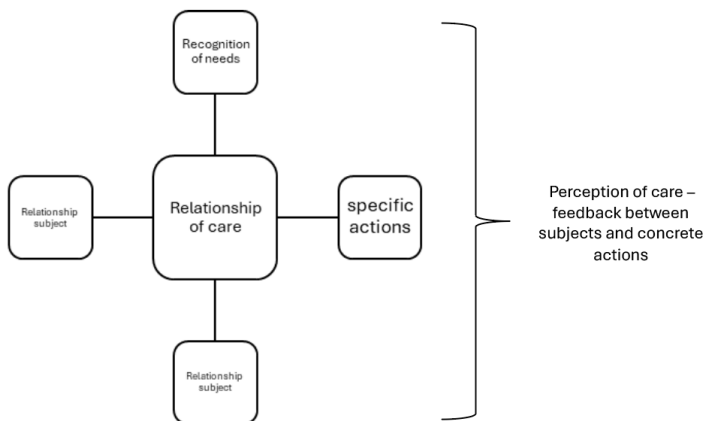 Recognition
of needs
Relationship
subject
Relationship
of care
specific
actions
Relationship
subject
Perception of care –
feedback between
subjects and concrete
actions